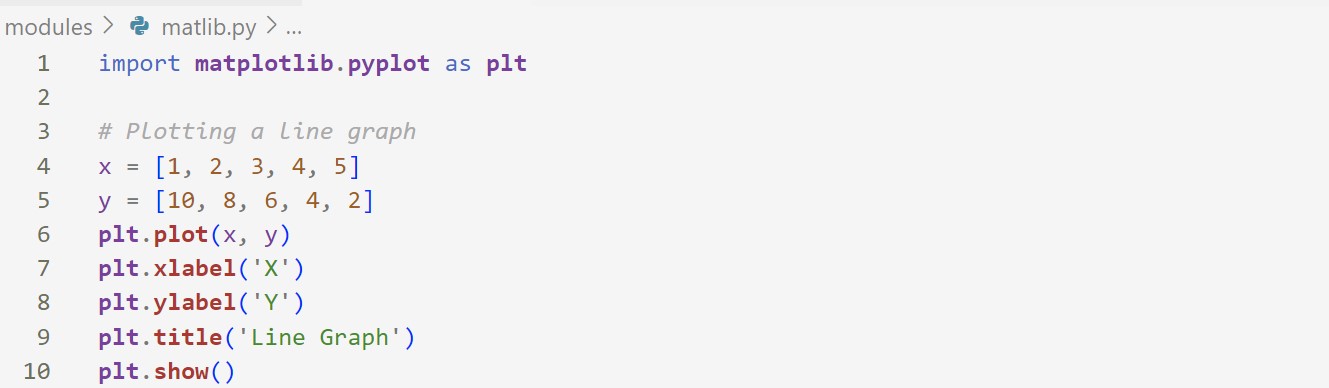 modules > matlib.py > ...
1 import matplotlib.pyplot as plt
2
3 # Plotting a line graph
4 x = [1, 2, 3, 4, 5]
5 y = [10, 8, 6, 4, 2]
6 plt.plot(x, y)
7 plt.xlabel('X')
8 plt.ylabel('Y')
9 plt.title('Line Graph')
10 plt.show()